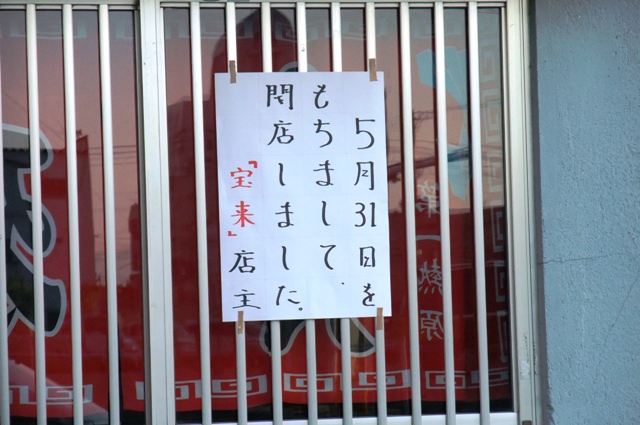 5月31日を
もちまして
閉店しました。
『宝来』店主